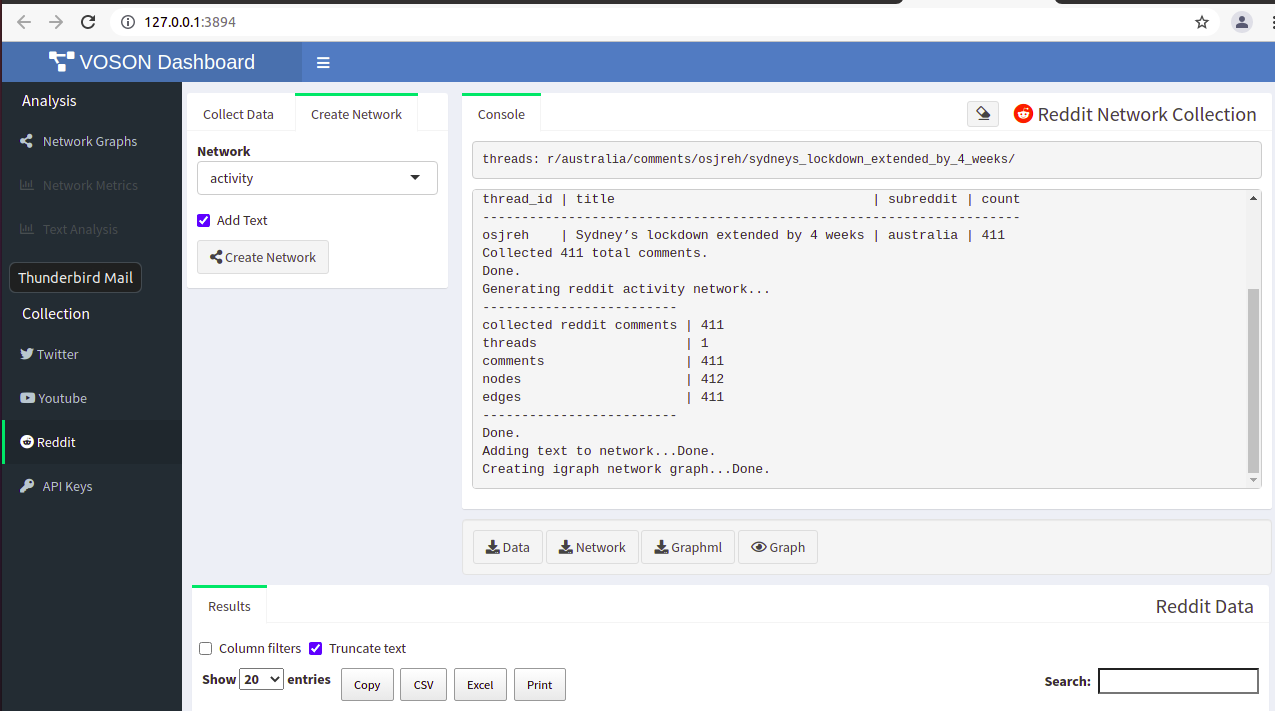 127.0.0.1:3894
VOSON Dashboard
Analysis
Network Graphs
Network Metrics
Text Analysis
Thunderbird Mail
Collection
Twitter
Youtube
Reddit
API Keys
Collect Data
Create Network
Network
activity
Add Text
Create Network
Console
Reddit Network Collection
threads: r/australia/comments/osjreh/sydneys_lockdown_extended_by_4_weeks/
thread_id | title | subreddit | count
---------------------------------------------------------------------
osjreh | Sydney’s lockdown extended by 4 weeks | australia | 411
Collected 411 total comments.
Done.
Generating reddit activity network...
-------------------------
collected reddit comments | 411
threads | 1
comments | 411
nodes | 412
edges | 411
-------------------------
Done.
Adding text to network...Done.
Creating igraph network graph...Done.
Data
Network
Graphml
Graph
Results
Reddit Data
Column filters
Truncate text
Show 20 entries
Copy
CSV
Excel
Print
Search: